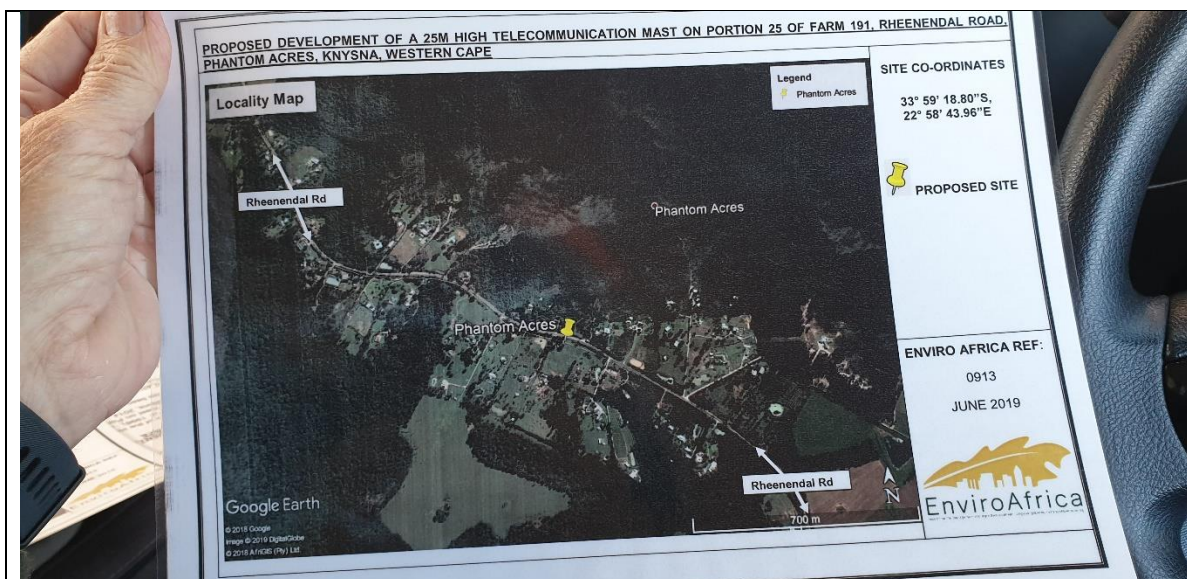 PROPOSED DEVELOPMENT OF A 25M HIGH TELECOMMUNICATION MAST ON PORTION 25 OF FARM 191, RHEENENDAL ROAD,
PHANTOM ACRES, KNYSNA, WESTERN CAPE
Locality Map
Legend
Phantom Acres
Rheenendal Rd
Phantom Acres
Phantom Acres
Rheenendal Rd
N
700 m
Google Earth
© 2018 Google
Image © 2019 DigitalGlobe
© 2018 AfriGIS (Pty) Ltd.
SITE CO-ORDINATES
33° 59' 18.80"S,
22° 58' 43.96"E
PROPOSED SITE
ENVIRO AFRICA REF:
0913
JUNE 2019
EnviroAfrica